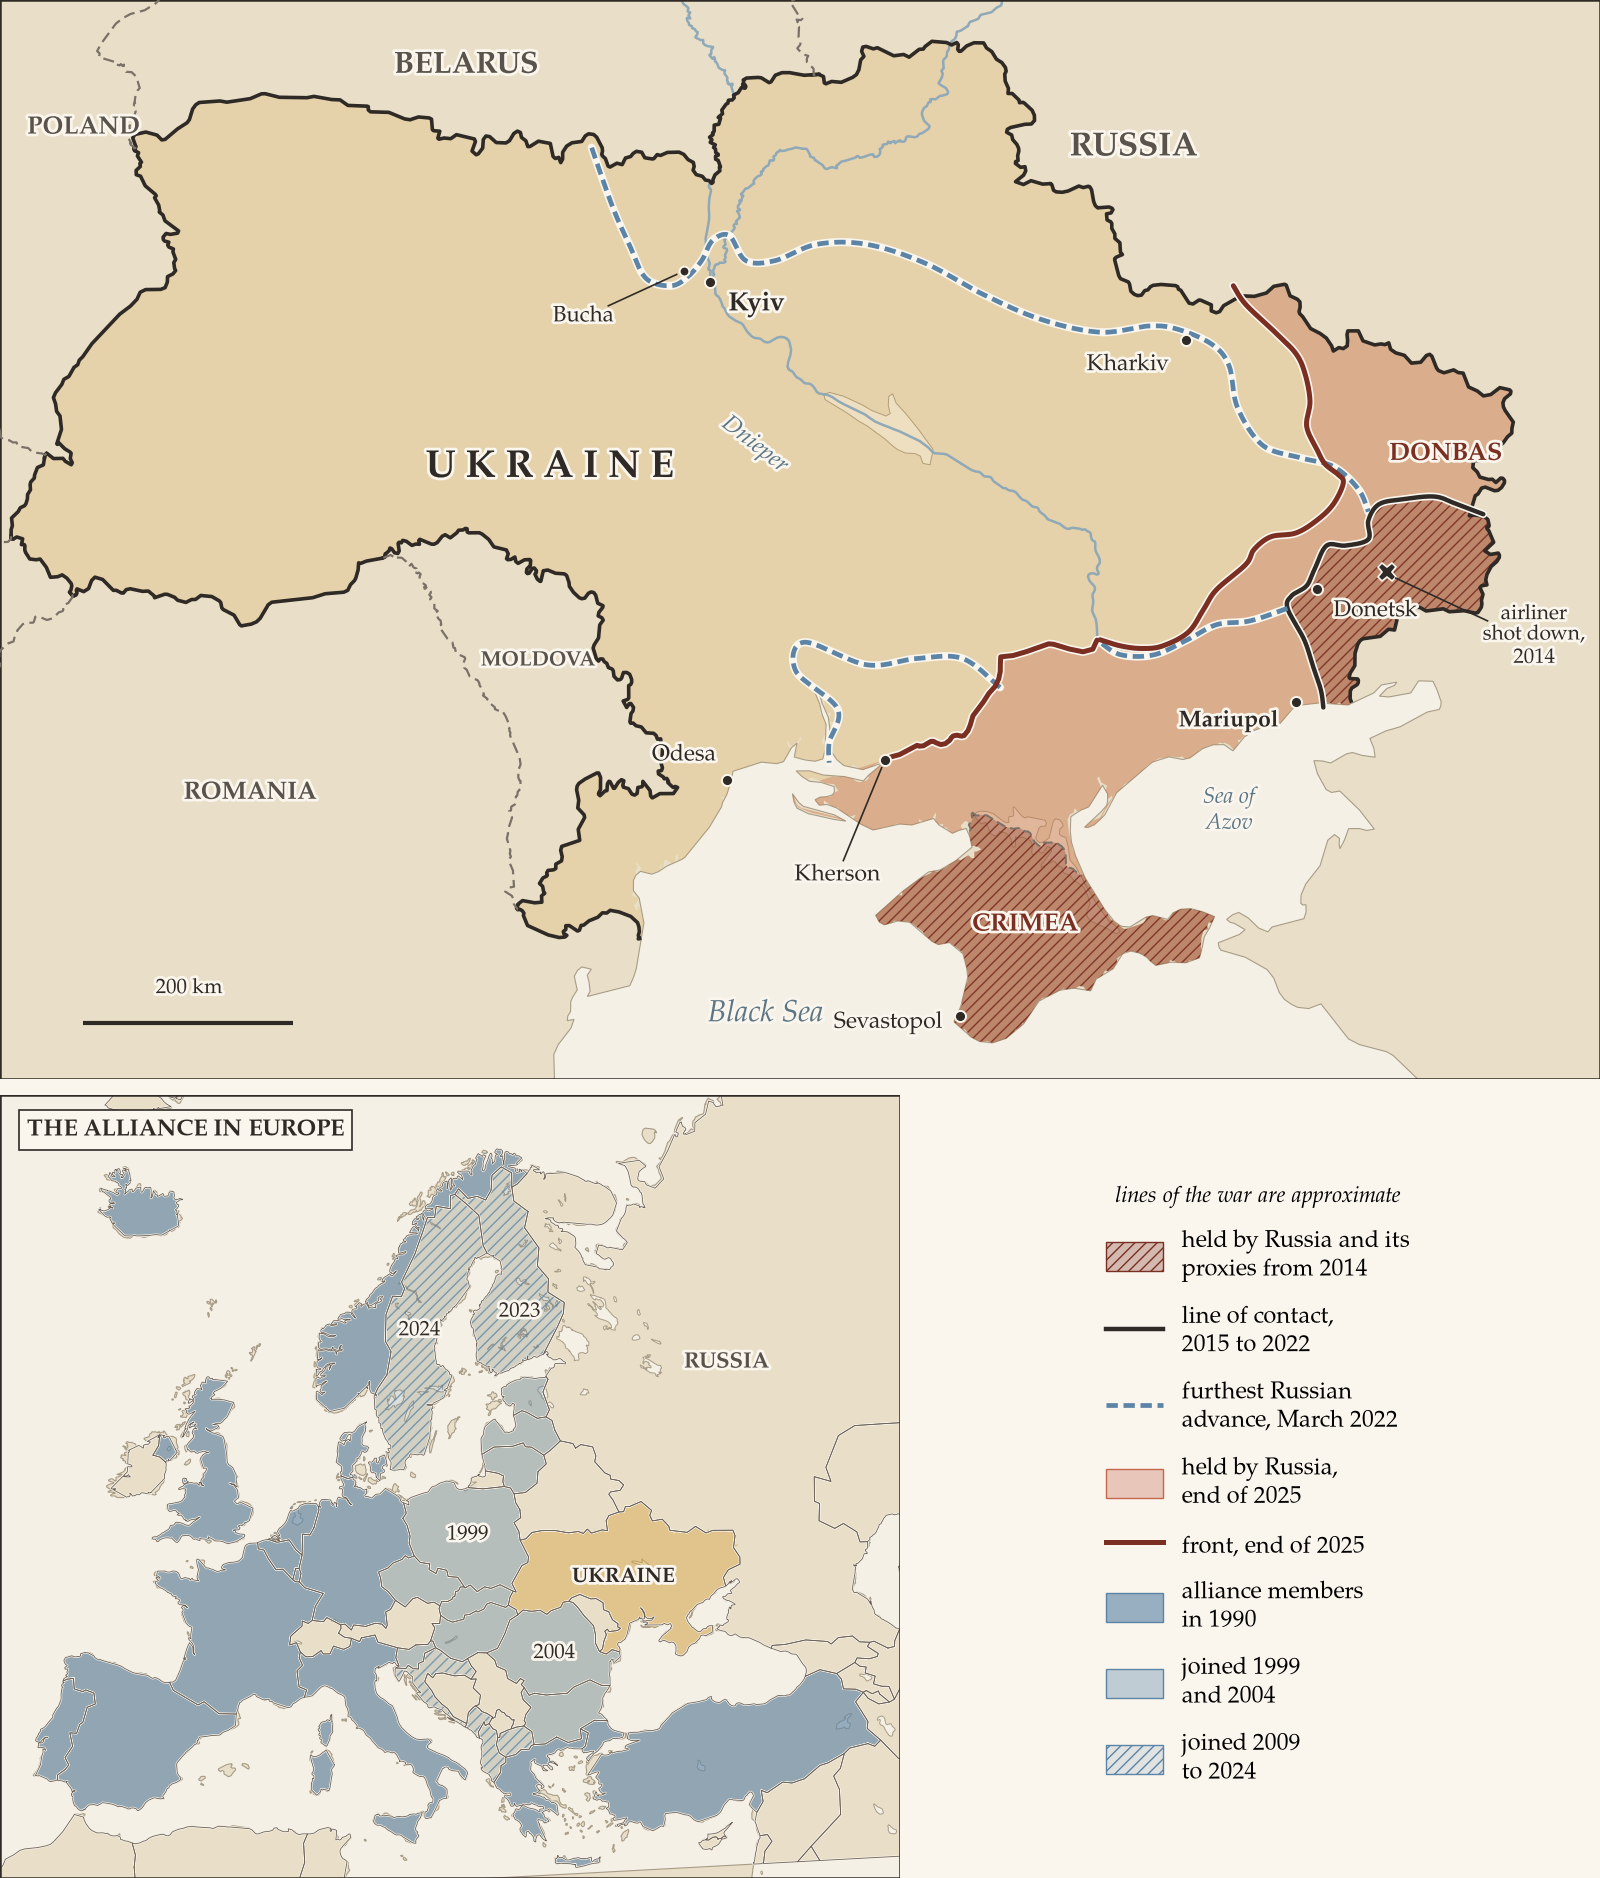 BELARUS
POLAND
RUSSIA
Bucha
Kyiv
Kharkiv
Dnieper
UKRAINE
DONBAS
Donetsk
airliner
shot down,
2014
MOLDOVA
Mariupol
Odesa
ROMANIA
Sea of
Azov
Kherson
CRIMEA
200 km
Black Sea
Sevastopol
THE ALLIANCE IN EUROPE
2023
2024
RUSSIA
1999
UKRAINE
2004
lines of the war are approximate
held by Russia and its
proxies from 2014
line of contact,
2015 to 2022
furthest Russian
advance, March 2022
held by Russia,
end of 2025
front, end of 2025
alliance members
in 1990
joined 1999
and 2004
joined 2009
to 2024